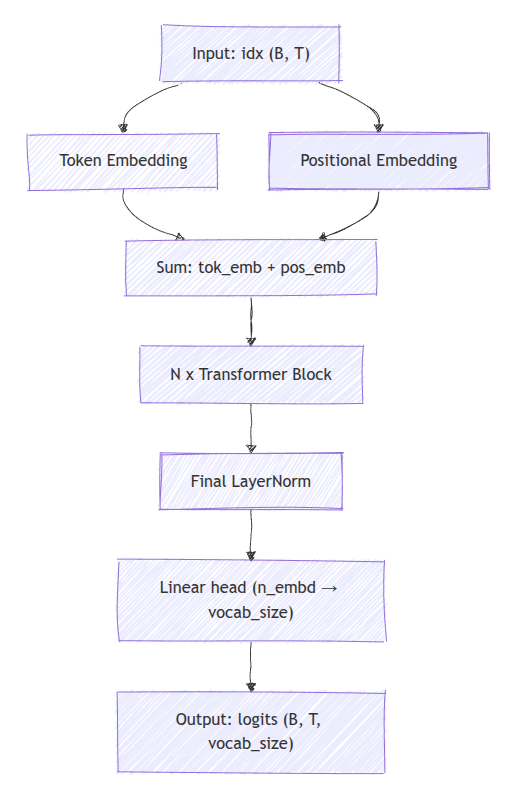 Input: idx (B, T)
Token Embedding
Positional Embedding
Sum: tok_emb + pos_emb
N x Transformer Block
Final LayerNorm
Linear head (n_embd →
vocab_size)
Output: logits (B, T,
vocab_size)